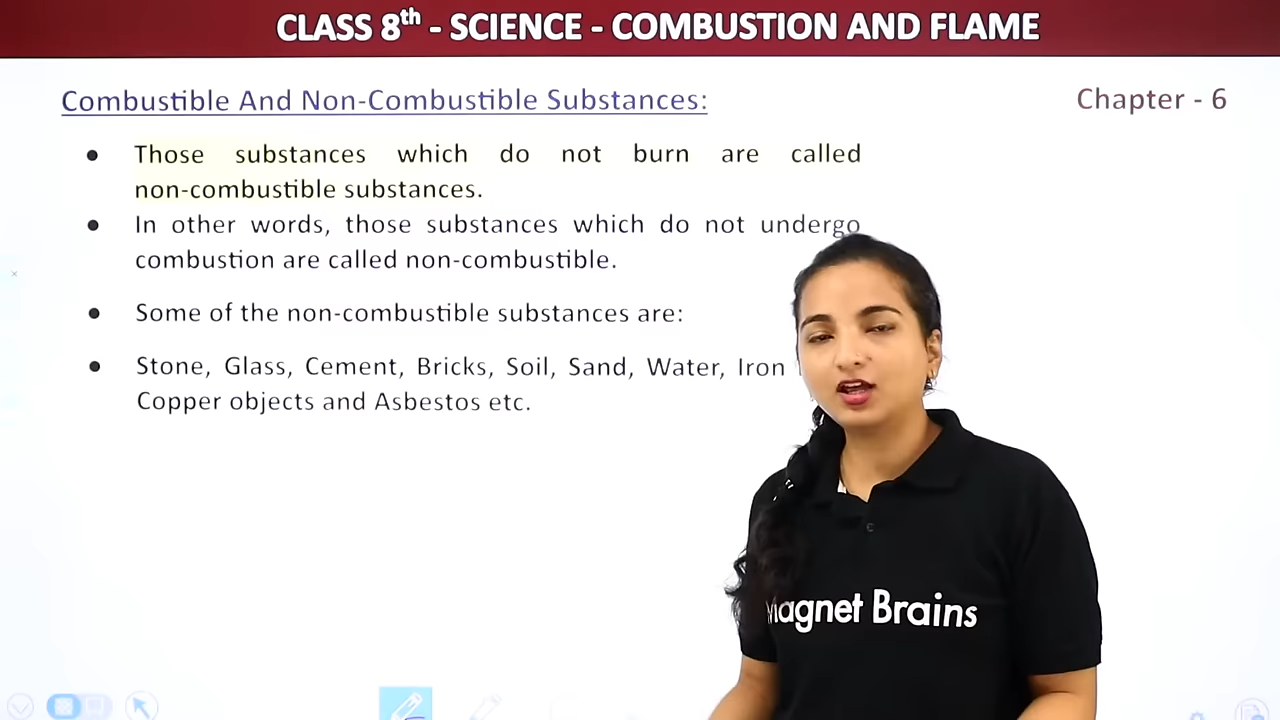 CLASS 8th - SCIENCE - COMBUSTION AND FLAME
Combustible And Non-Combustible Substances:
Chapter - 6
● Those substances which do not burn are called
non-combustible substances.
● In other words, those substances which do not undergo
combustion are called non-combustible.
● Some of the non-combustible substances are:
● Stone, Glass, Cement, Bricks, Soil, Sand, Water, Iron
Copper objects and Asbestos etc.
Magnet Brains